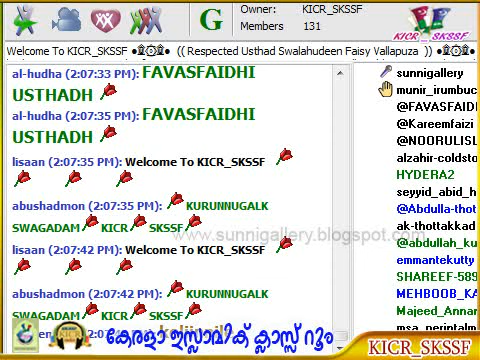 Owner: KICR_SKSSF
Members 131
KICR_SKSSF
Welcome To KICR_SKSSF (( Respected Usthad Swalahudeen Faisy Vallapuza ))
al-hudha (2:07:33 PM): FAVASFAIDHI
USTHADH
al-hudha (2:07:35 PM): FAVASFAIDHI
USTHADH
lisaan (2:07:35 PM): Welcome To KICR_SKSSF
abushadmon (2:07:35 PM): KURUNNUGALK
SWAGADAM KICR SKSSF
lisaan (2:07:42 PM): Welcome To KICR_SKSSF
abushadmon (2:07:42 PM): KURUNNUGALK
SWAGADAM KICR SKSSF
www.sunnigallery.blogspot.com
sunnigallery
munir_irumbuc
@FAVASFAIDI
@Kareemfaizi
@NOORULISL
alzahir-coldsto
HYDERA2
seyyid_abid_h
@Abdulla-thot
ak-thottakkad
@abdullah_ku
emmantekutty
SHAREEF-589
MEHBOOB_KA
Majeed_Annar
msa_perintalm
KICR
കേരളാ ഇസ്ലാമിക് ക്ലാസ്സ് റൂം
KICR_SKSSF